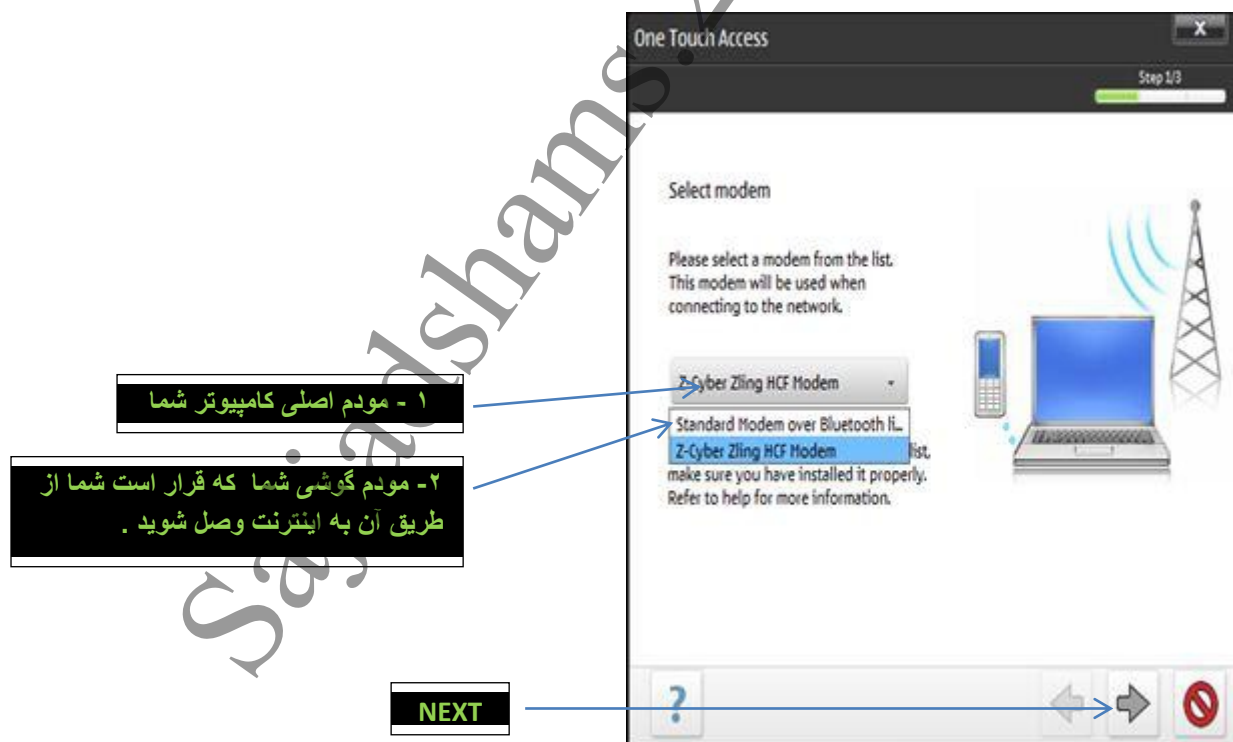 One Touch Access
X
Step 1/3
Select modem
Please select a modem from the list.
This modem will be used when
connecting to the network.
Z-Cyber Zling HCF Modem
Standard Modem over Bluetooth li...
Z-Cyber Zling HCF Modem
list,
make sure you have installed it properly.
Refer to help for more information.
۱ - مودم اصلی کامپیوتر شما
۲- مودم گوشی شما که قرار است شما از
طریق آن به اینترنت وصل شوید .
NEXT
?
Sajjadshams.